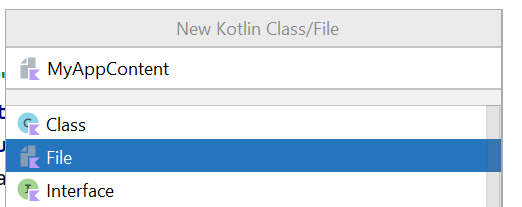 New Kotlin Class/File
MyAppContent
Class
File
Interface